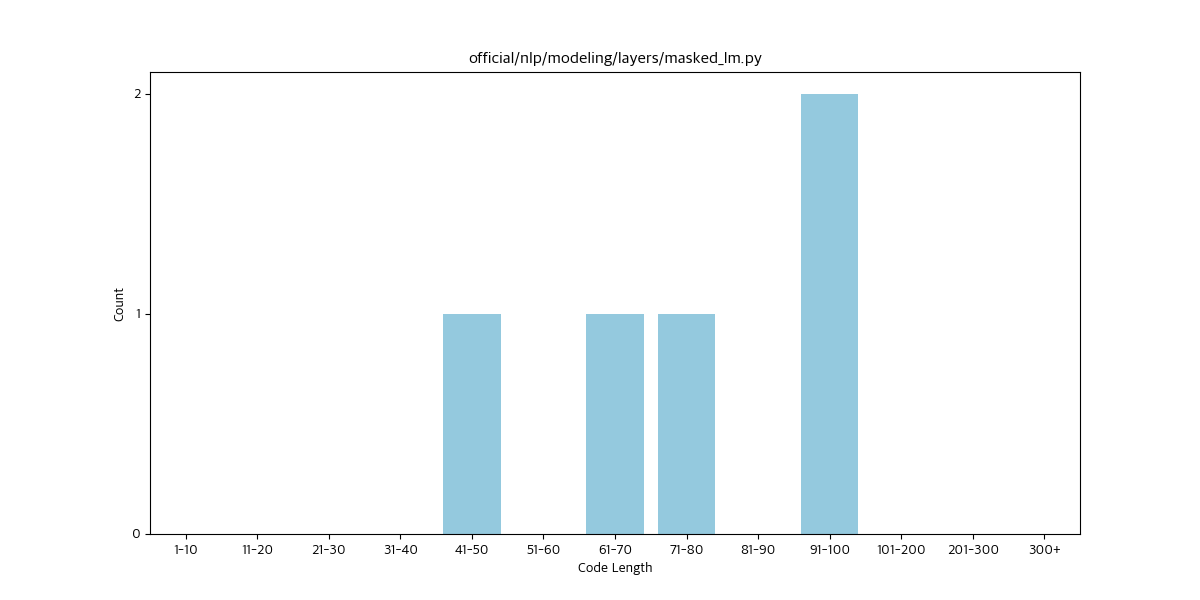 official/nlp/modeling/layers/masked_lm.py
Count
2
1
0
1-10 11-20 21-30 31-40 41-50 51-60 61-70 71-80 81-90 91-100 101-200 201-300 300+
Code Length